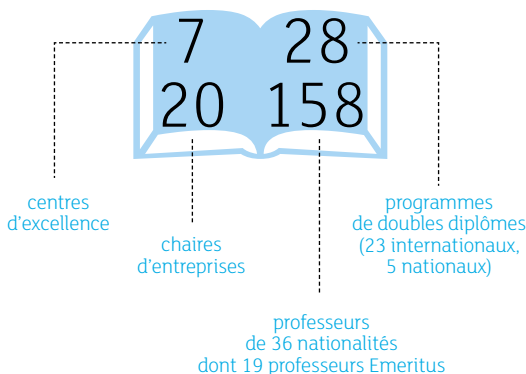 7 28
20 158
centres
d'excellence
programmes
de doubles diplômes
(23 internationaux,
5 nationaux)
chaires
d'entreprises
professeurs
de 36 nationalités
dont 19 professeurs Emeritus